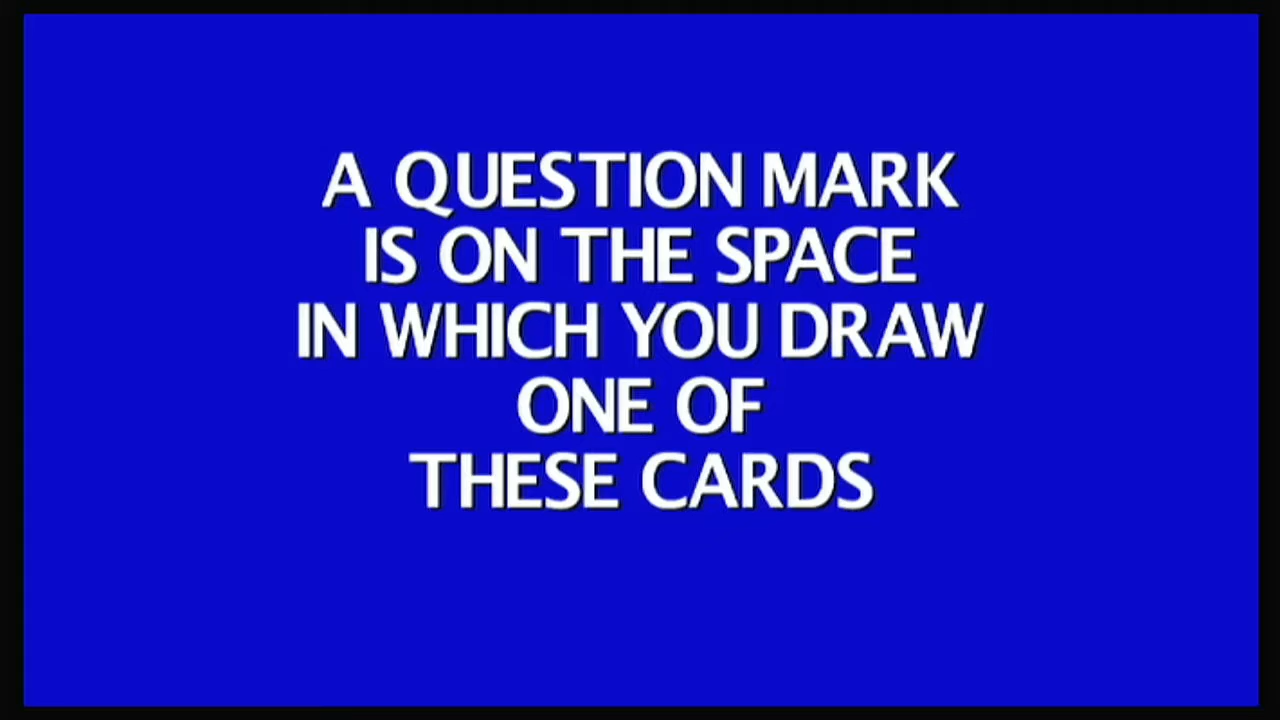 A QUESTION MARK
IS ON THE SPACE
IN WHICH YOU DRAW
ONE OF
THESE CARDS